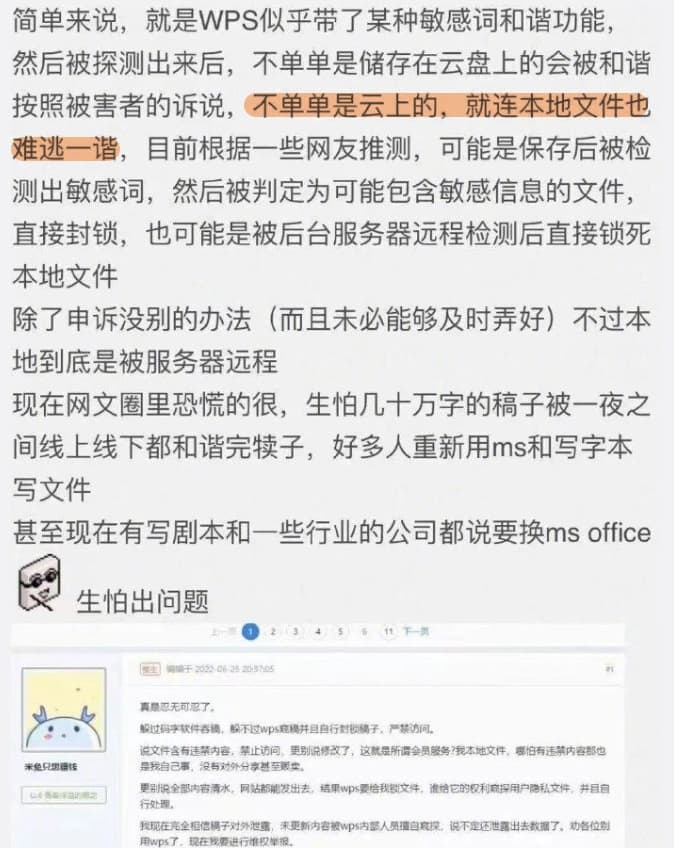 简单来说，就是WPS似乎带了某种敏感词和谐功能，
然后被探测出来后，不单单是储存在云盘上的会被和谐
按照被害者的诉说，不单单是云上的，就连本地文件也
难逃一谐，目前根据一些网友推测，可能是保存后被检
测出敏感词，然后被判定为可能包含敏感信息的文件，
直接封锁，也可能是被后台服务器远程检测后直接锁死
本地文件
除了申诉没别的办法（而且未必能够及时弄好）不过本
地到底是被服务器远程
现在网文圈里恐慌的很，生怕几十万字的稿子被一夜之
间线上线下都和谐完犊子，好多人重新用ms和写字本
写文件
甚至现在有写剧本和一些行业的公司都说要换ms office
生怕出问题
上一页 1 2 3 4 5 6 11 下一页
楼主 编辑于 2022-06-25 20:37:05 #1
真是忍无可忍了。
躲过码字软件吞稿，躲不过wps底稿并且自行封锁稿子，严禁访问。
说文件含有违禁内容，禁止访问，更别说修改了，这就是所谓会员服务?我本地文件，哪怕有违禁内容那也
是我自己事，没有对外分享甚至贩卖。
米兔只想赚钱
更别说全部内容清水，网站都能发出去，结果wps要给我锁文件，谁给它的权利底探用户隐私文件，并且自
行处理。
我现在完全相信稿子对外泄露，未更新内容被wps内部人员擅自底探，说不定还泄露出去数据了。劝各位别
用wps了，现在我要进行维权举报。